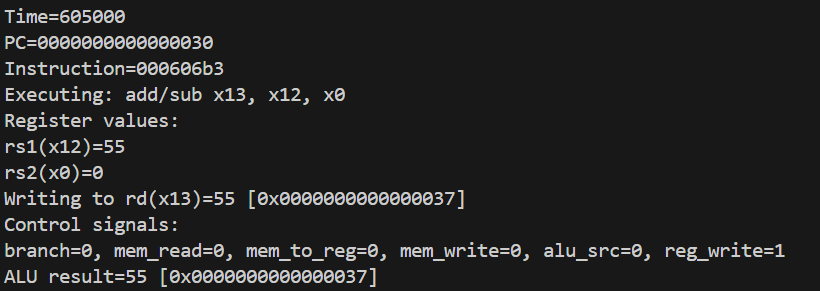 Time=605000
PC=0000000000000030
Instruction=000606b3
Executing: add/sub x13, x12, x0
Register values:
rs1(x12)=55
rs2(x0)=0
Writing to rd(x13)=55 [0x0000000000000037]
Control signals:
branch=0, mem_read=0, mem_to_reg=0, mem_write=0, alu_src=0, reg_write=1
ALU result=55 [0x0000000000000037]